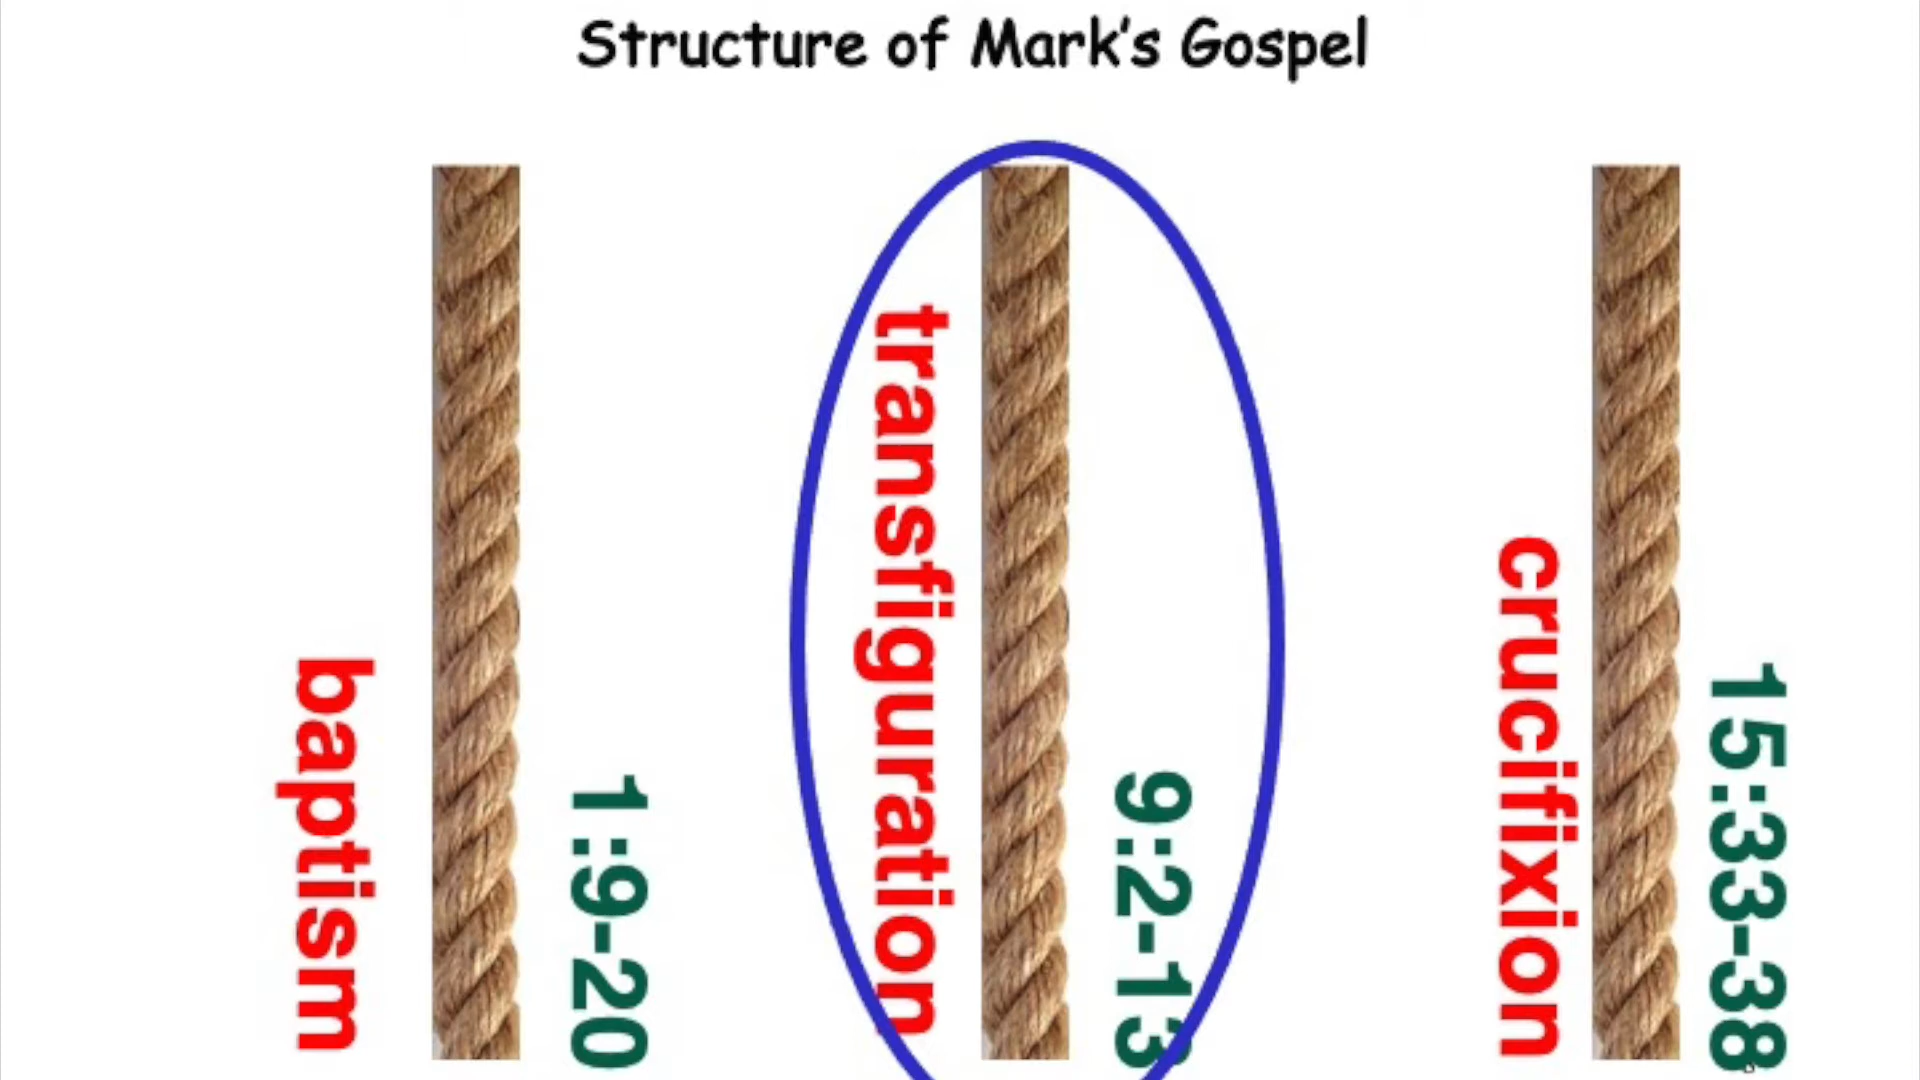 Structure of Mark's Gospel
baptism
1:9-20
transfiguration
9:2-13
crucifixion
15:33-38